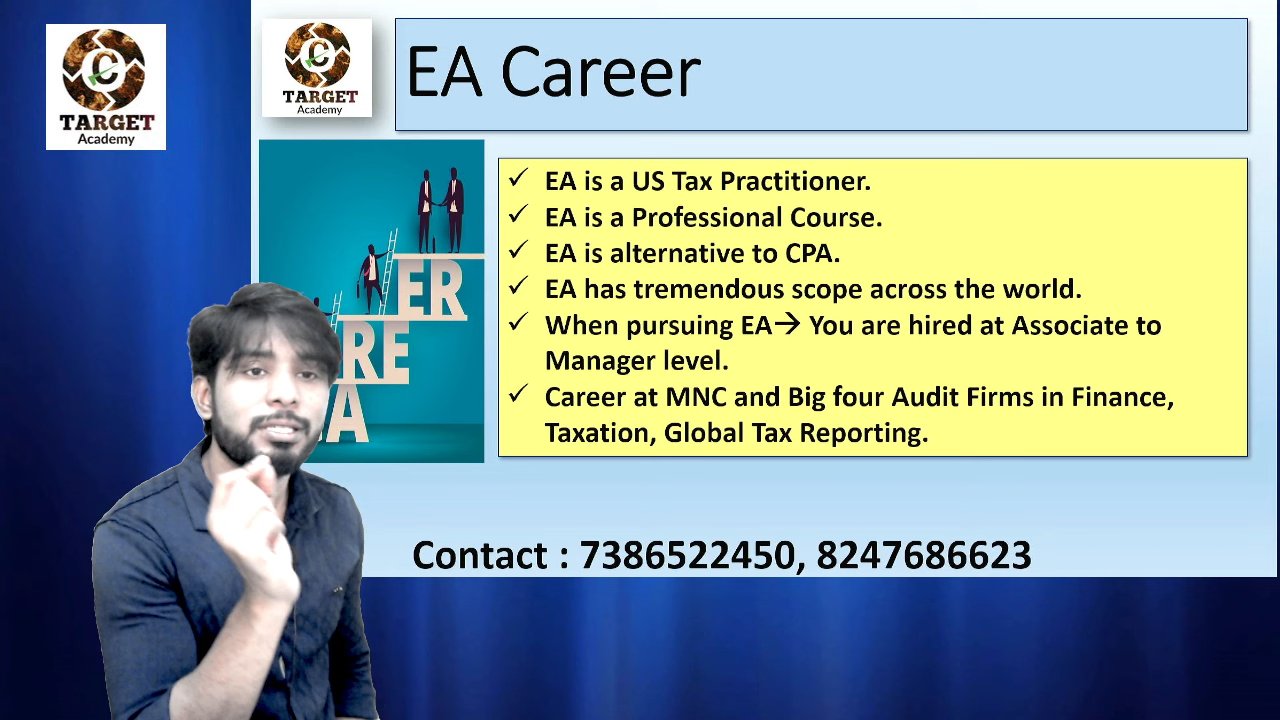 C
TARGET
Academy
C
TARGET
Academy
EA Career
ER
RE
A
✓ EA is a US Tax Practitioner.
✓ EA is a Professional Course.
✓ EA is alternative to CPA.
✓ EA has tremendous scope across the world.
✓ When pursuing EA→ You are hired at Associate to
Manager level.
✓ Career at MNC and Big four Audit Firms in Finance,
Taxation, Global Tax Reporting.
Contact : 7386522450, 8247686623